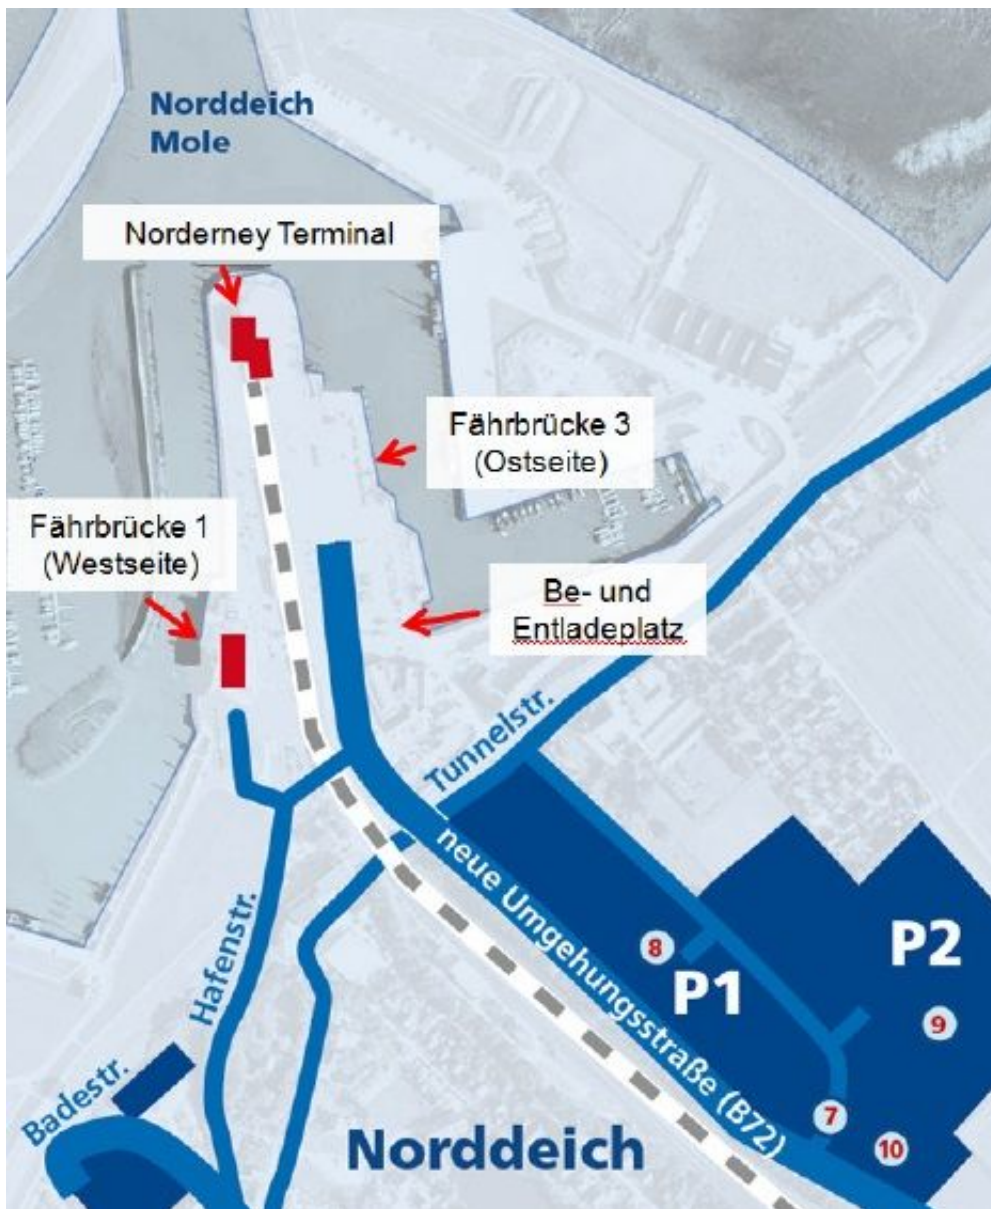 Norddeich
Mole
Norderney Terminal
Fährbrücke 3
(Ostseite)
Fährbrücke 1
(Westseite)
Be- und
Entladeplatz
Tunnelstr.
neue Umgehungsstraße (B72)
Hafenstr.
Badestr.
P1
P2
8
9
7
10
Norddeich